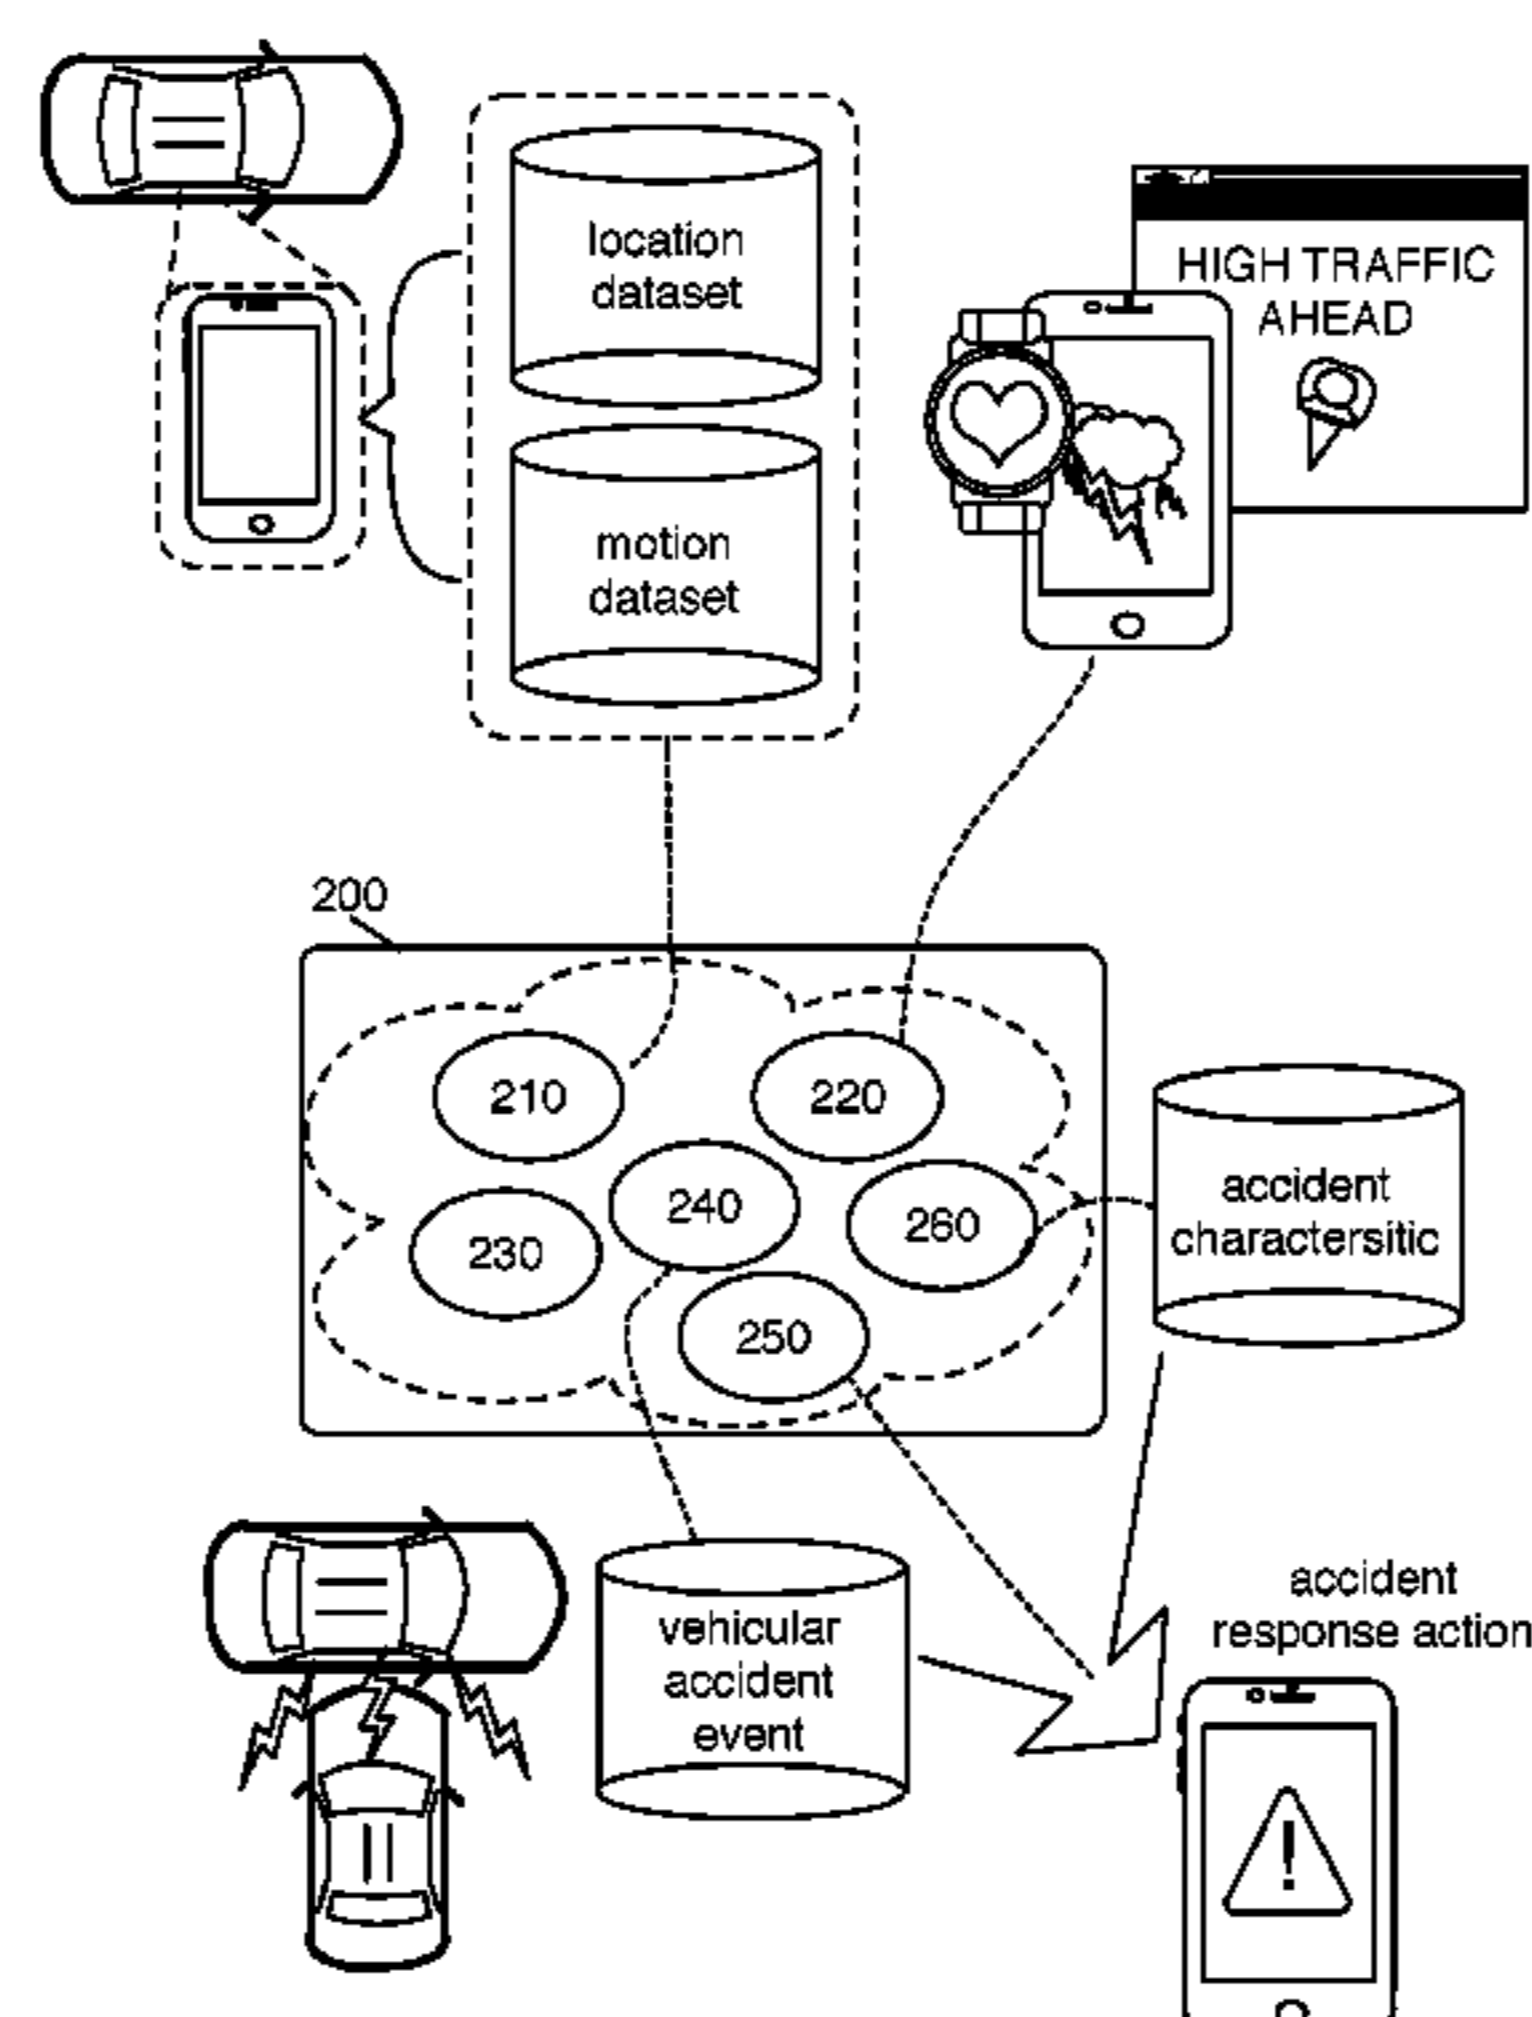 location
dataset
HIGH TRAFFIC
AHEAD
motion
dataset
200
210
220
240
260
230
250
accident
charactersitic
accident
response action
vehicular
accident
event
!